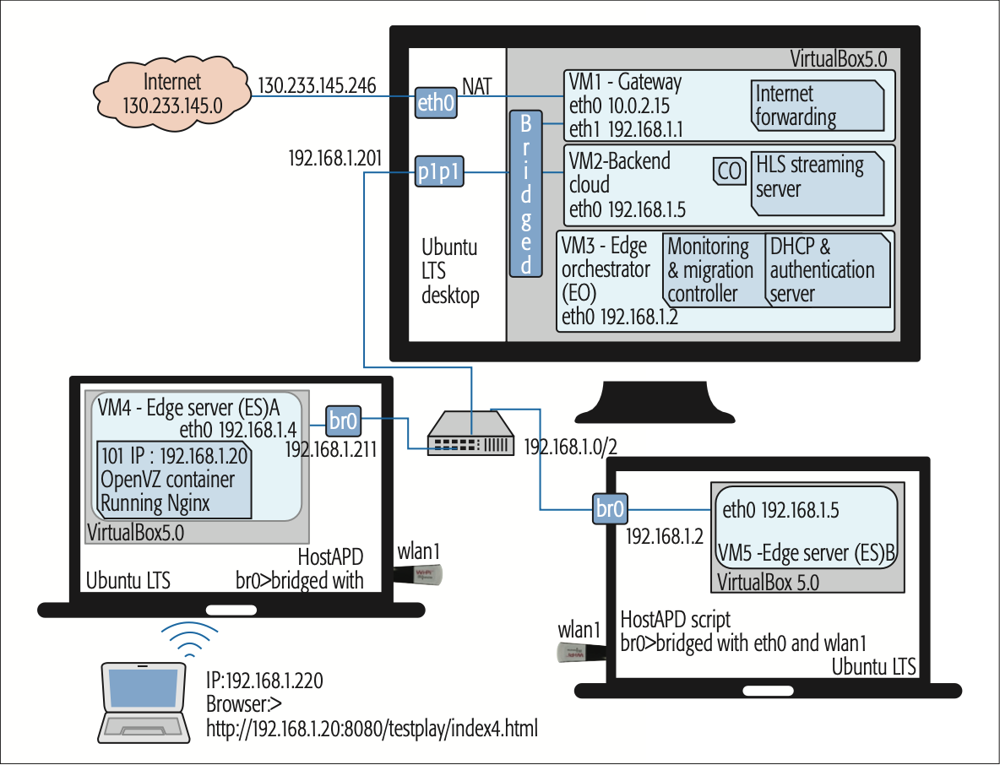 VirtualBox5.0
Internet
130.233.145.0
130.233.145.246
eth0
NAT
VM1 - Gateway
eth0 10.0.2.15
eth1 192.168.1.1
Internet
forwarding
Bridged
192.168.1.201
p1p1
VM2-Backend
cloud
eth0 192.168.1.5
CO
HLS streaming
server
Ubuntu
LTS
desktop
VM3 - Edge
orchestrator
(EO)
eth0 192.168.1.2
Monitoring
& migration
controller
DHCP &
authentication
server
VM4 - Edge server (ES)A
eth0 192.168.1.4
br0
192.168.1.211
101 IP : 192.168.1.20
OpenVZ container
Running Nginx
VirtualBox5.0
HostAPD
Ubuntu LTS
br0>bridged with
wlan1
192.168.1.0/2
br0
192.168.1.2
eth0 192.168.1.5
VM5 -Edge server (ES)B
VirtualBox 5.0
wlan1
HostAPD script
br0>bridged with eth0 and wlan1
Ubuntu LTS
IP:192.168.1.220
Browser:>
http://192.168.1.20:8080/testplay/index4.html